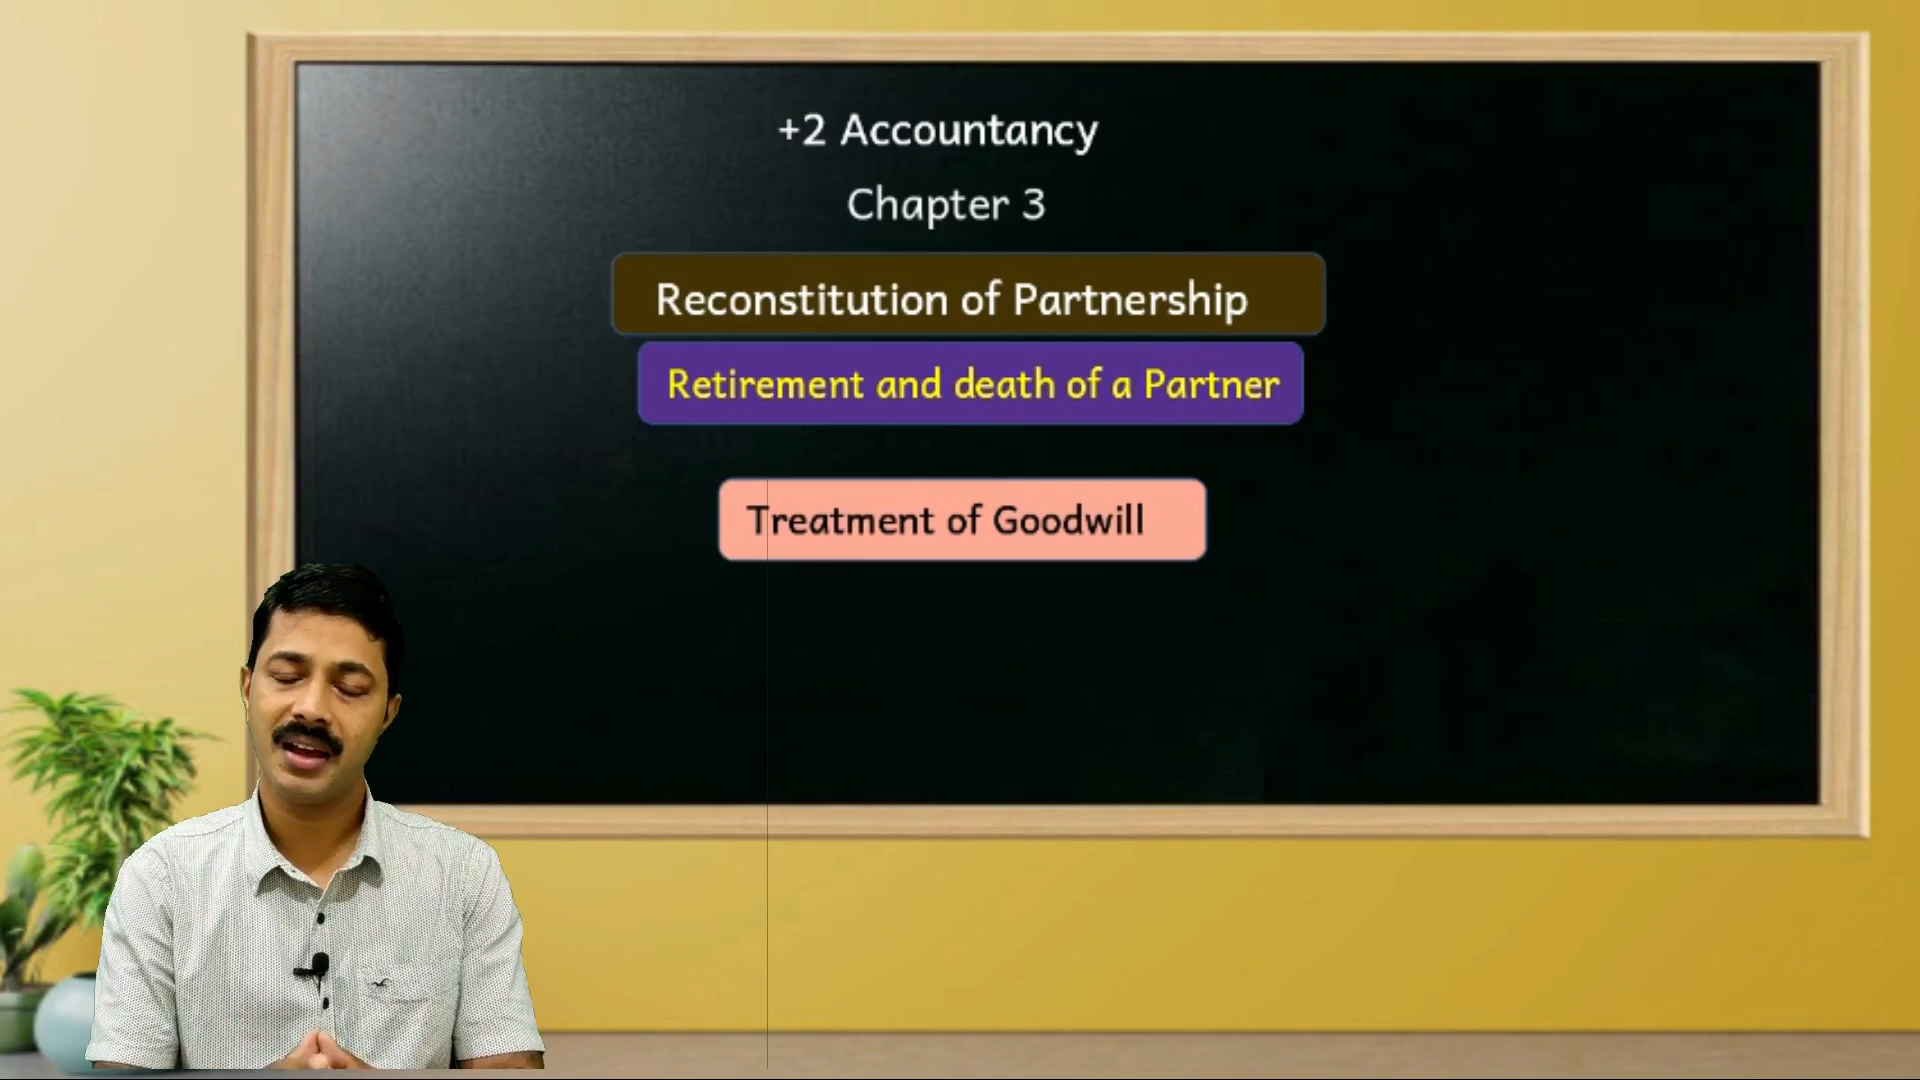 +2 Accountancy
Chapter 3
Reconstitution of Partnership
Retirement and death of a Partner
Treatment of Goodwill